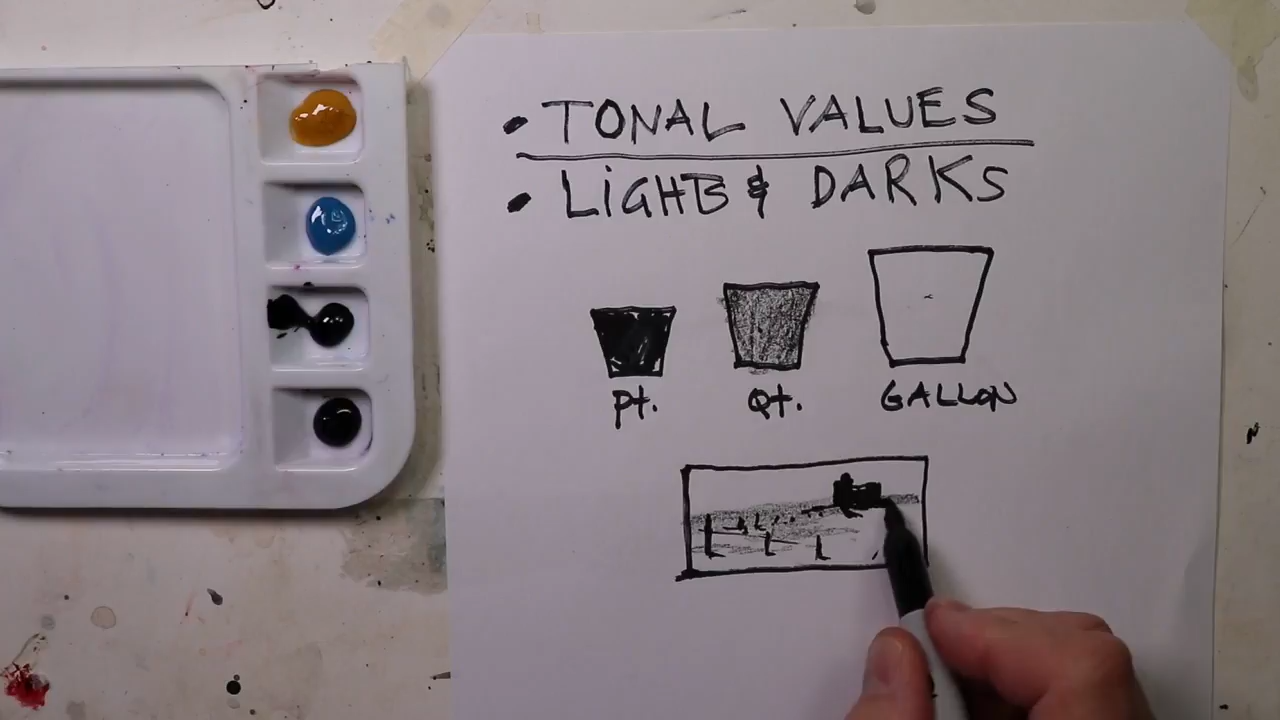 • TONAL VALUES
• LiGHTS & DARKS
Pt. Qt. GALLON